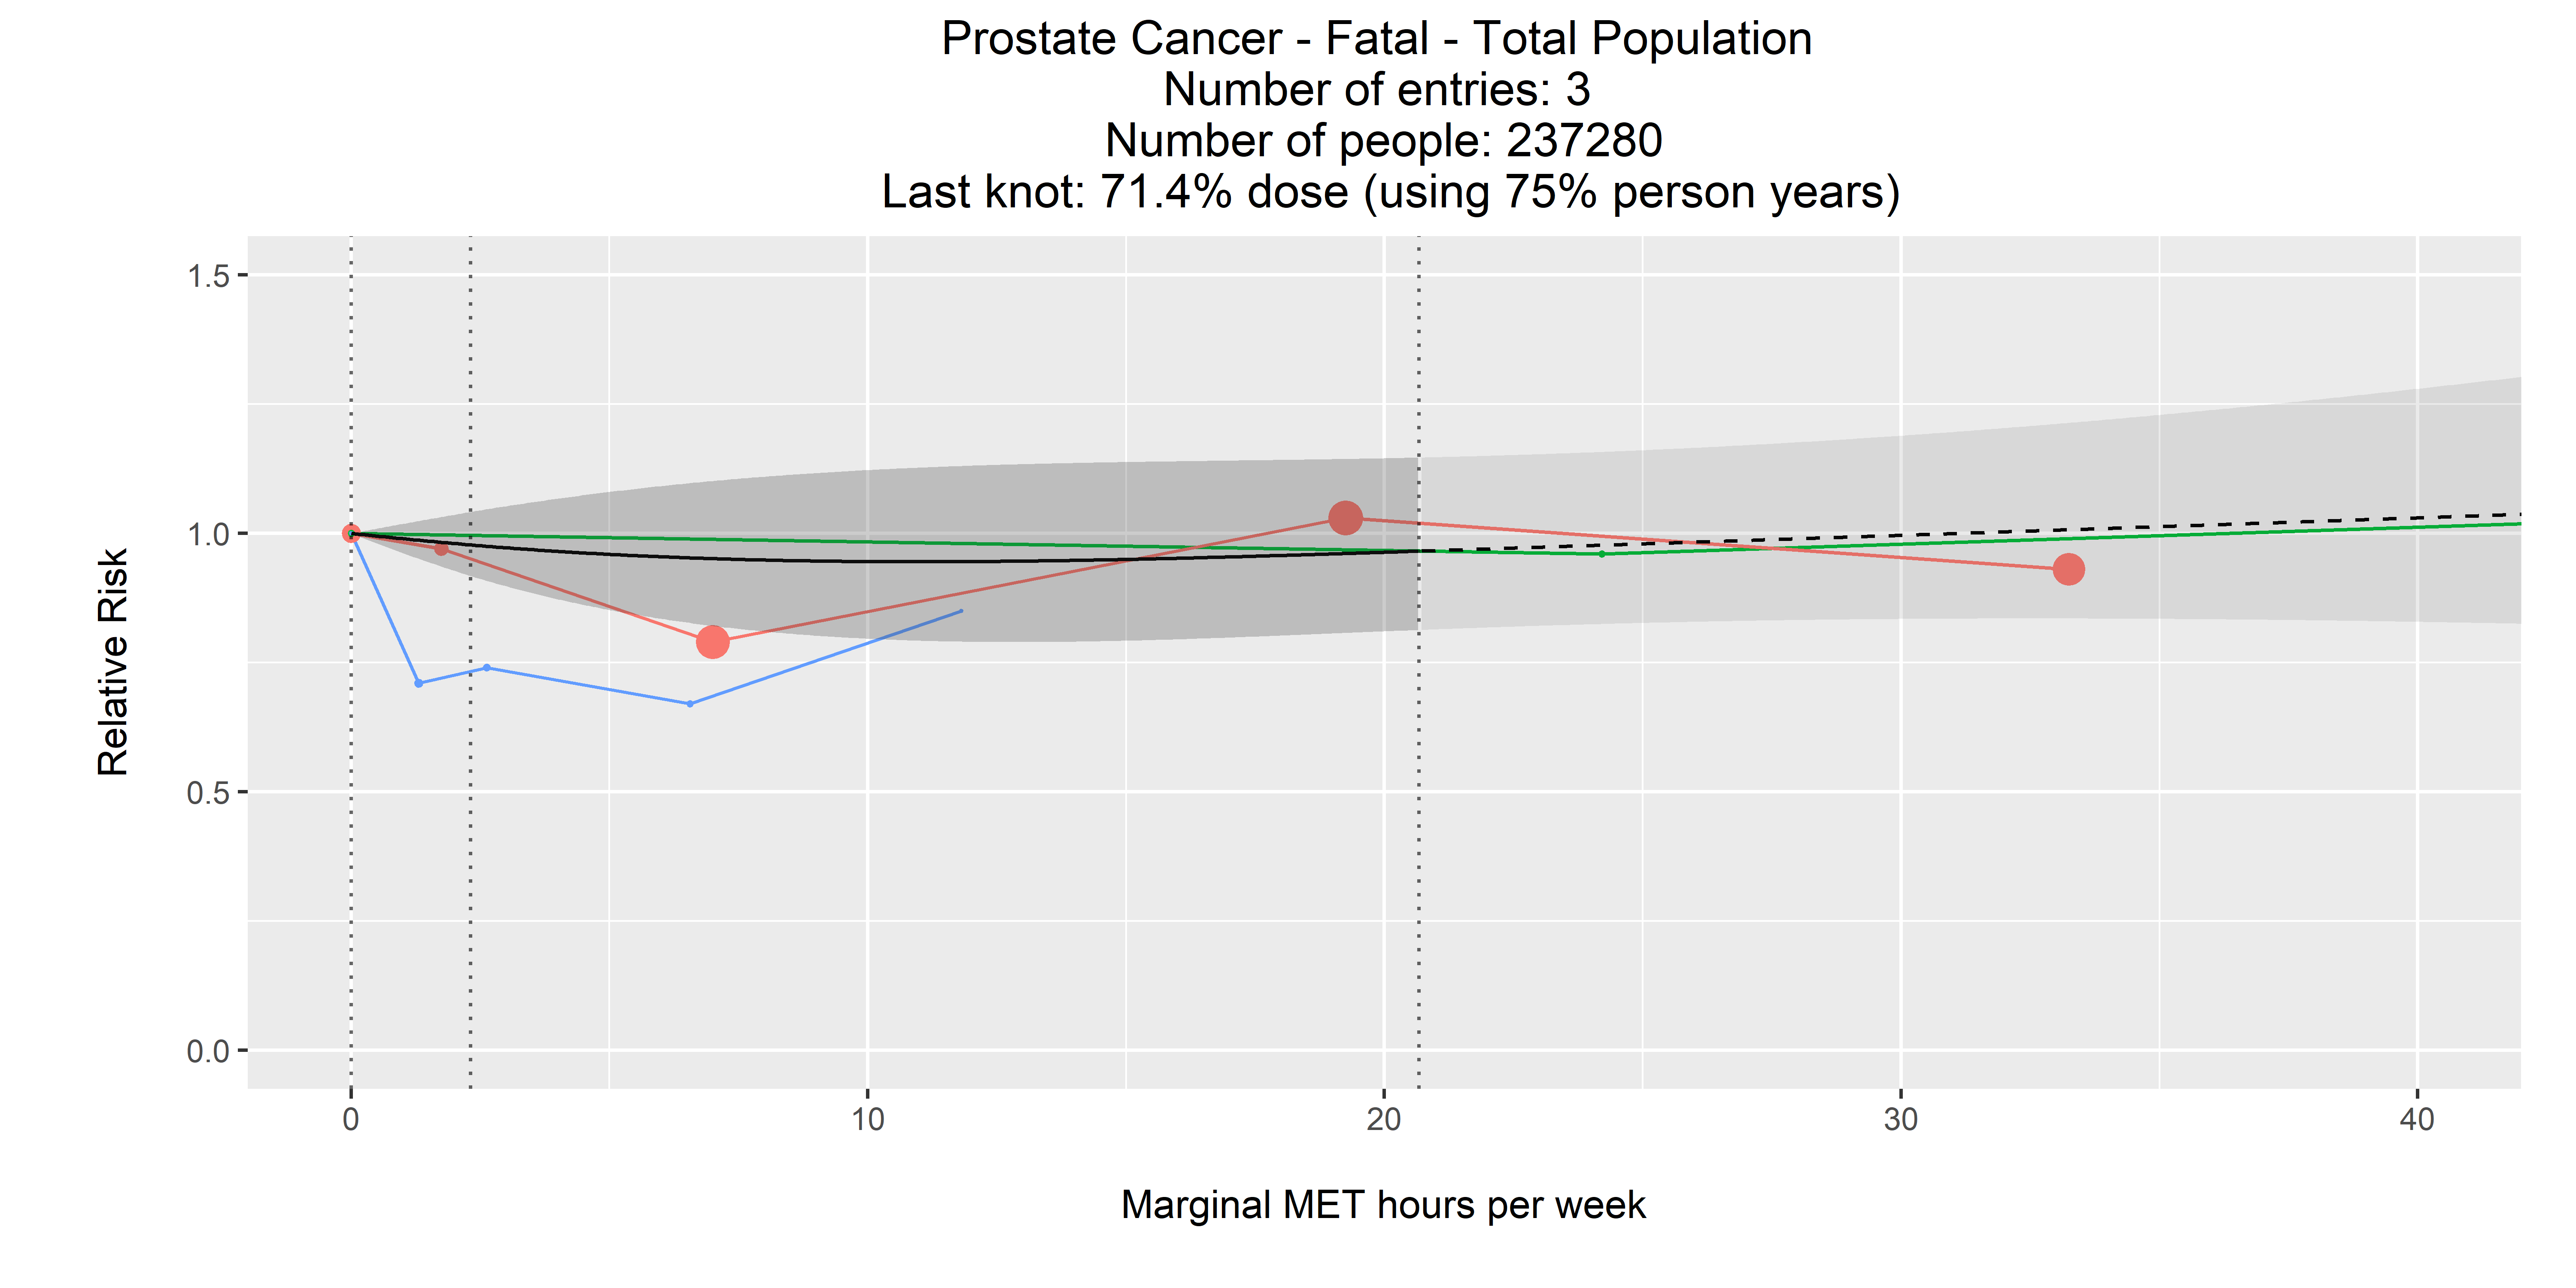 Prostate Cancer - Fatal - Total Population
Number of entries: 3
Number of people: 237280
Last knot: 71.4% dose (using 75% person years)
1.5
1.0
0.5
0.0
Relative Risk
0 10 20 30 40
Marginal MET hours per week